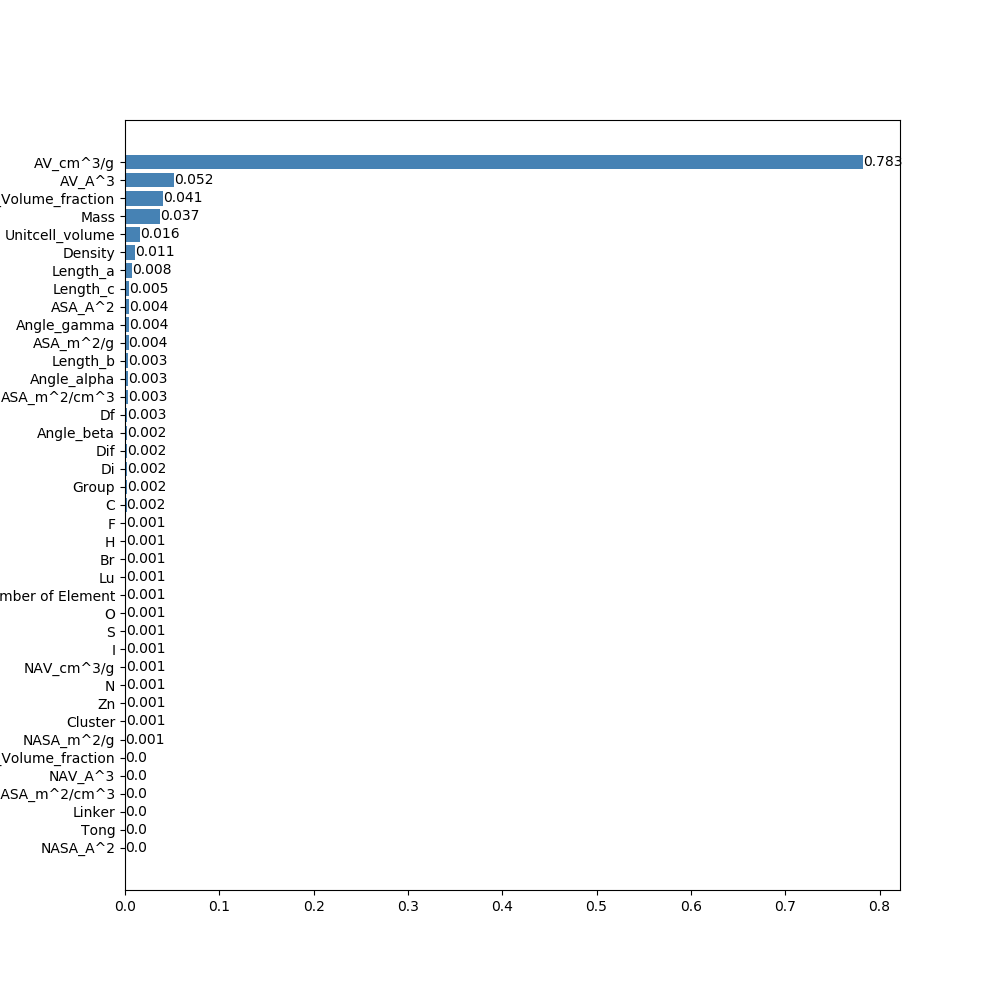 AV_cm^3/g 0.783
AV_A^3 0.052
_Volume_fraction 0.041
Mass 0.037
Unitcell_volume 0.016
Density 0.011
Length_a 0.008
Length_c 0.005
ASA_A^2 0.004
Angle_gamma 0.004
ASA_m^2/g 0.004
Length_b 0.003
Angle_alpha 0.003
ASA_m^2/cm^3 0.003
Df 0.003
Angle_beta 0.002
Dif 0.002
Di 0.002
Group 0.002
C 0.002
F 0.001
H 0.001
Br 0.001
Lu 0.001
mber of Element 0.001
O 0.001
S 0.001
I 0.001
NAV_cm^3/g 0.001
N 0.001
Zn 0.001
Cluster 0.001
NASA_m^2/g 0.001
_Volume_fraction 0.0
NAV_A^3 0.0
ASA_m^2/cm^3 0.0
Linker 0.0
Tong 0.0
NASA_A^2 0.0
0.0 0.1 0.2 0.3 0.4 0.5 0.6 0.7 0.8